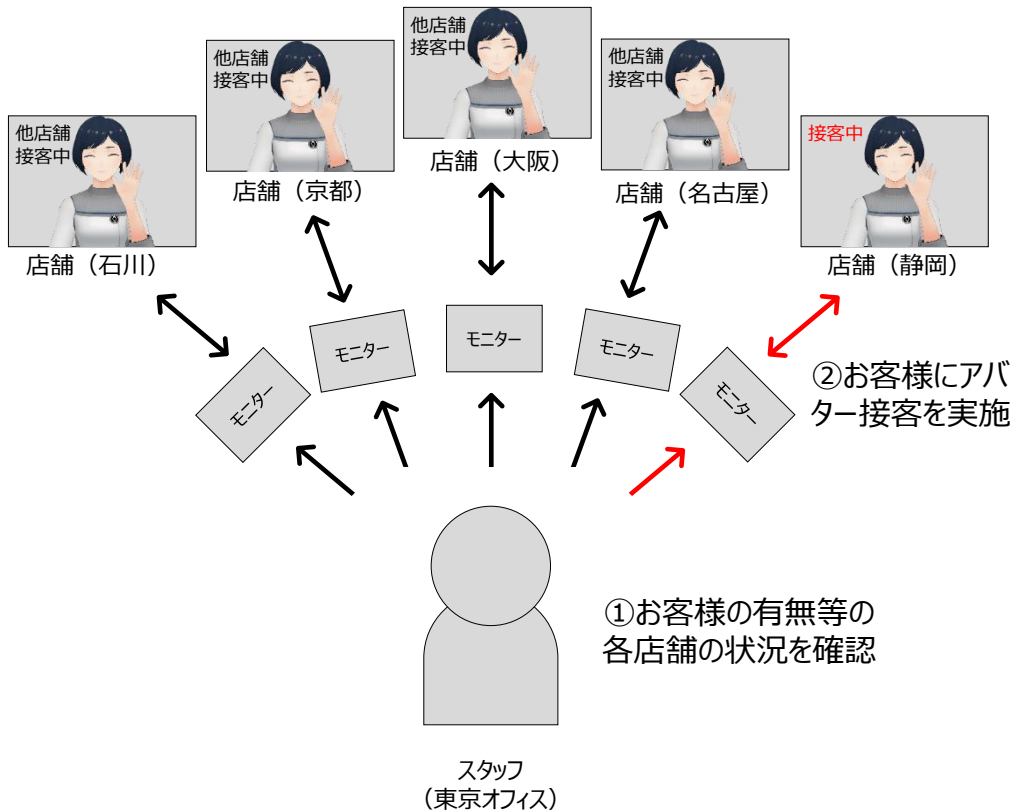 他店舗
接客中
店舗（石川）
他店舗
接客中
店舗（京都）
他店舗
接客中
店舗（大阪）
他店舗
接客中
店舗（名古屋）
接客中
店舗（静岡）
モニター
モニター
モニター
モニター
モニター
②お客様にアバ
ター接客を実施
①お客様の有無等の
各店舗の状況を確認
スタッフ
（東京オフィス）